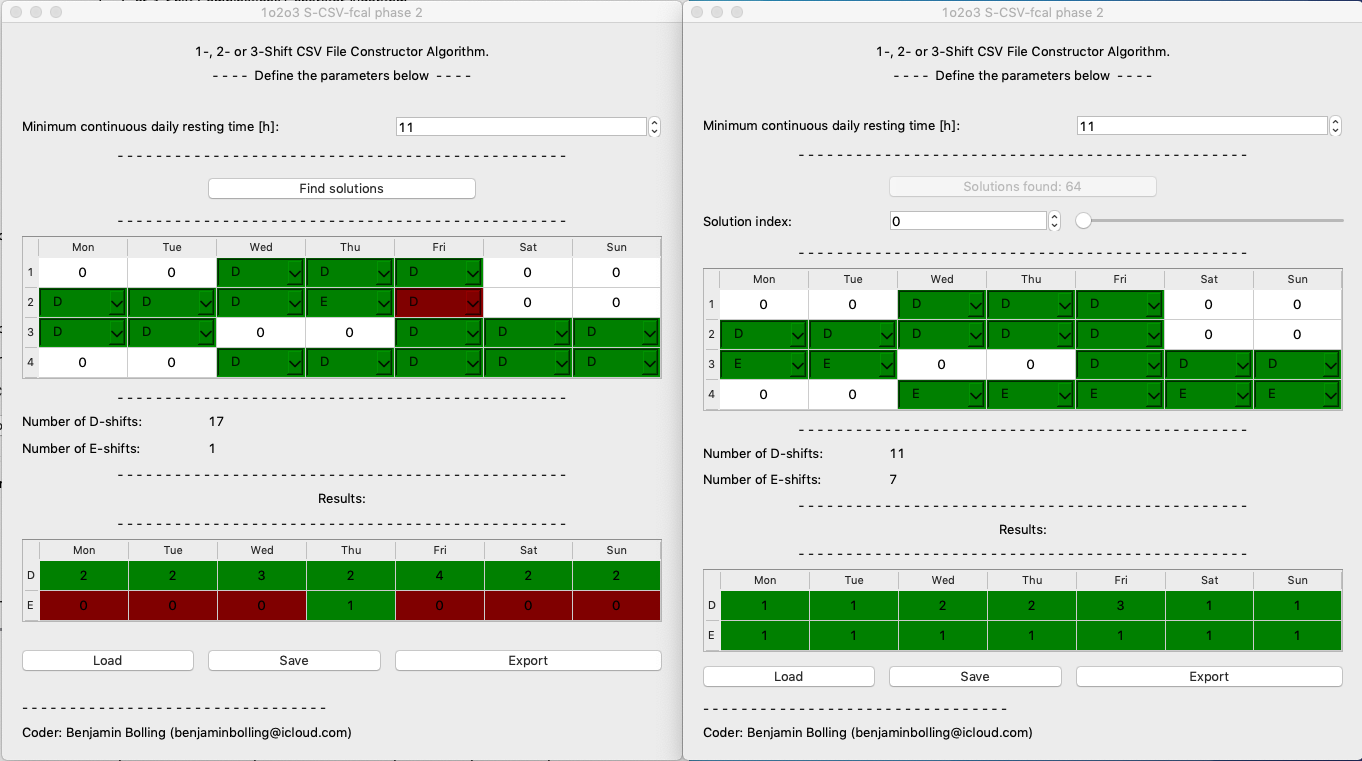 1o2o3 S-CSV-fcal phase 2
1-, 2- or 3-Shift CSV File Constructor Algorithm.
- - - - Define the parameters below - - - -
Minimum continuous daily resting time [h]: 11
Find solutions
Mon Tue Wed Thu Fri Sat Sun
1 0 0 D D D 0 0
2 D D D E D 0 0
3 D D 0 0 D D D
4 0 0 D D D D D
Number of D-shifts: 17
Number of E-shifts: 1
Results:
Mon Tue Wed Thu Fri Sat Sun
D 2 2 3 2 4 2 2
E 0 0 0 1 0 0 0
Load Save Export
Coder: Benjamin Bolling (benjaminbolling@icloud.com)
1o2o3 S-CSV-fcal phase 2
1-, 2- or 3-Shift CSV File Constructor Algorithm.
- - - - Define the parameters below - - - -
Minimum continuous daily resting time [h]: 11
Solutions found: 64
Solution index: 0
Mon Tue Wed Thu Fri Sat Sun
1 0 0 D D D 0 0
2 D D D D D 0 0
3 E E 0 0 D D D
4 0 0 E E E E E
Number of D-shifts: 11
Number of E-shifts: 7
Results:
Mon Tue Wed Thu Fri Sat Sun
D 1 1 2 2 3 1 1
E 1 1 1 1 1 1 1
Load Save Export
Coder: Benjamin Bolling (benjaminbolling@icloud.com)